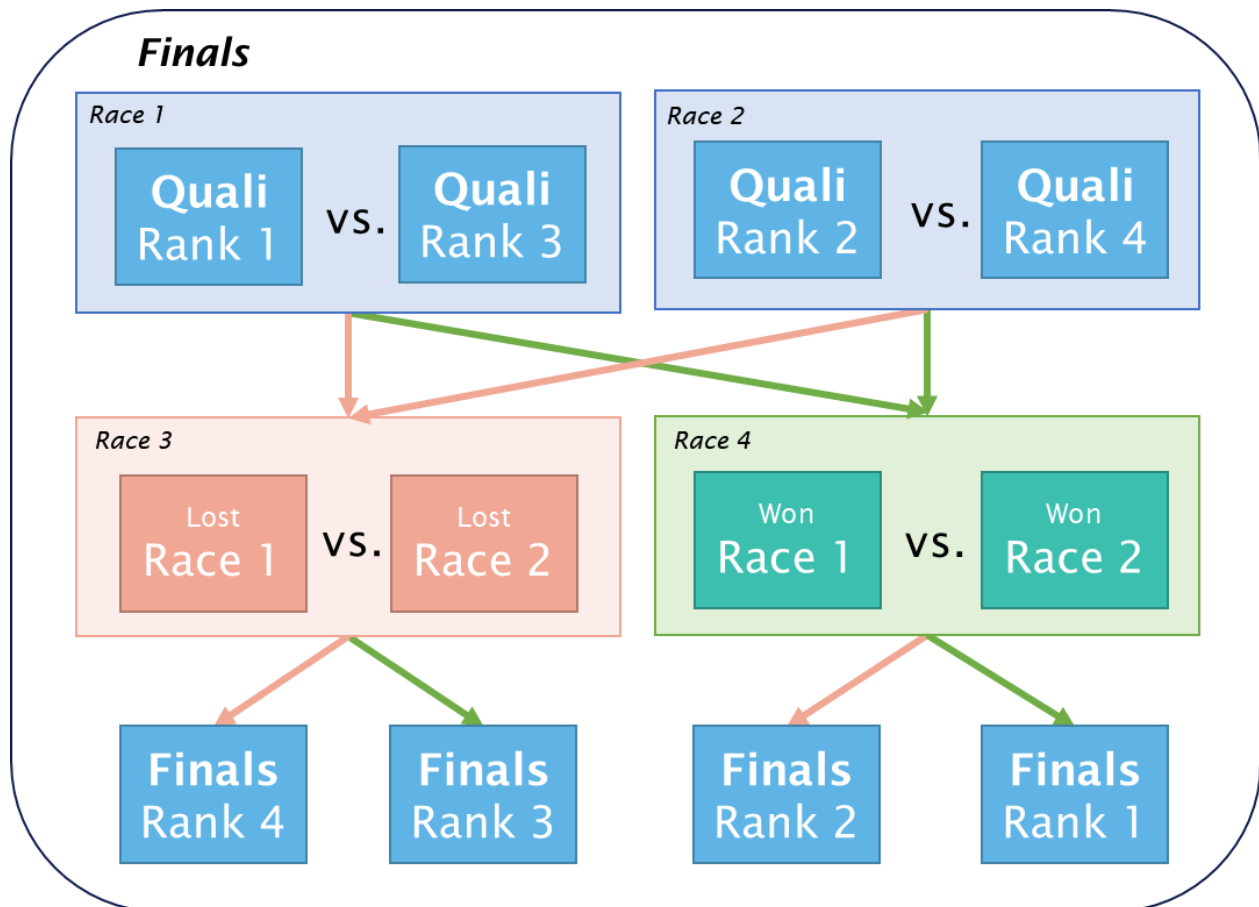 Finals
Race 1
Quali
Rank 1
vs.
Quali
Rank 3
Race 2
Quali
Rank 2
vs.
Quali
Rank 4
Race 3
Lost
Race 1
vs.
Lost
Race 2
Race 4
Won
Race 1
vs.
Won
Race 2
Finals
Rank 4
Finals
Rank 3
Finals
Rank 2
Finals
Rank 1